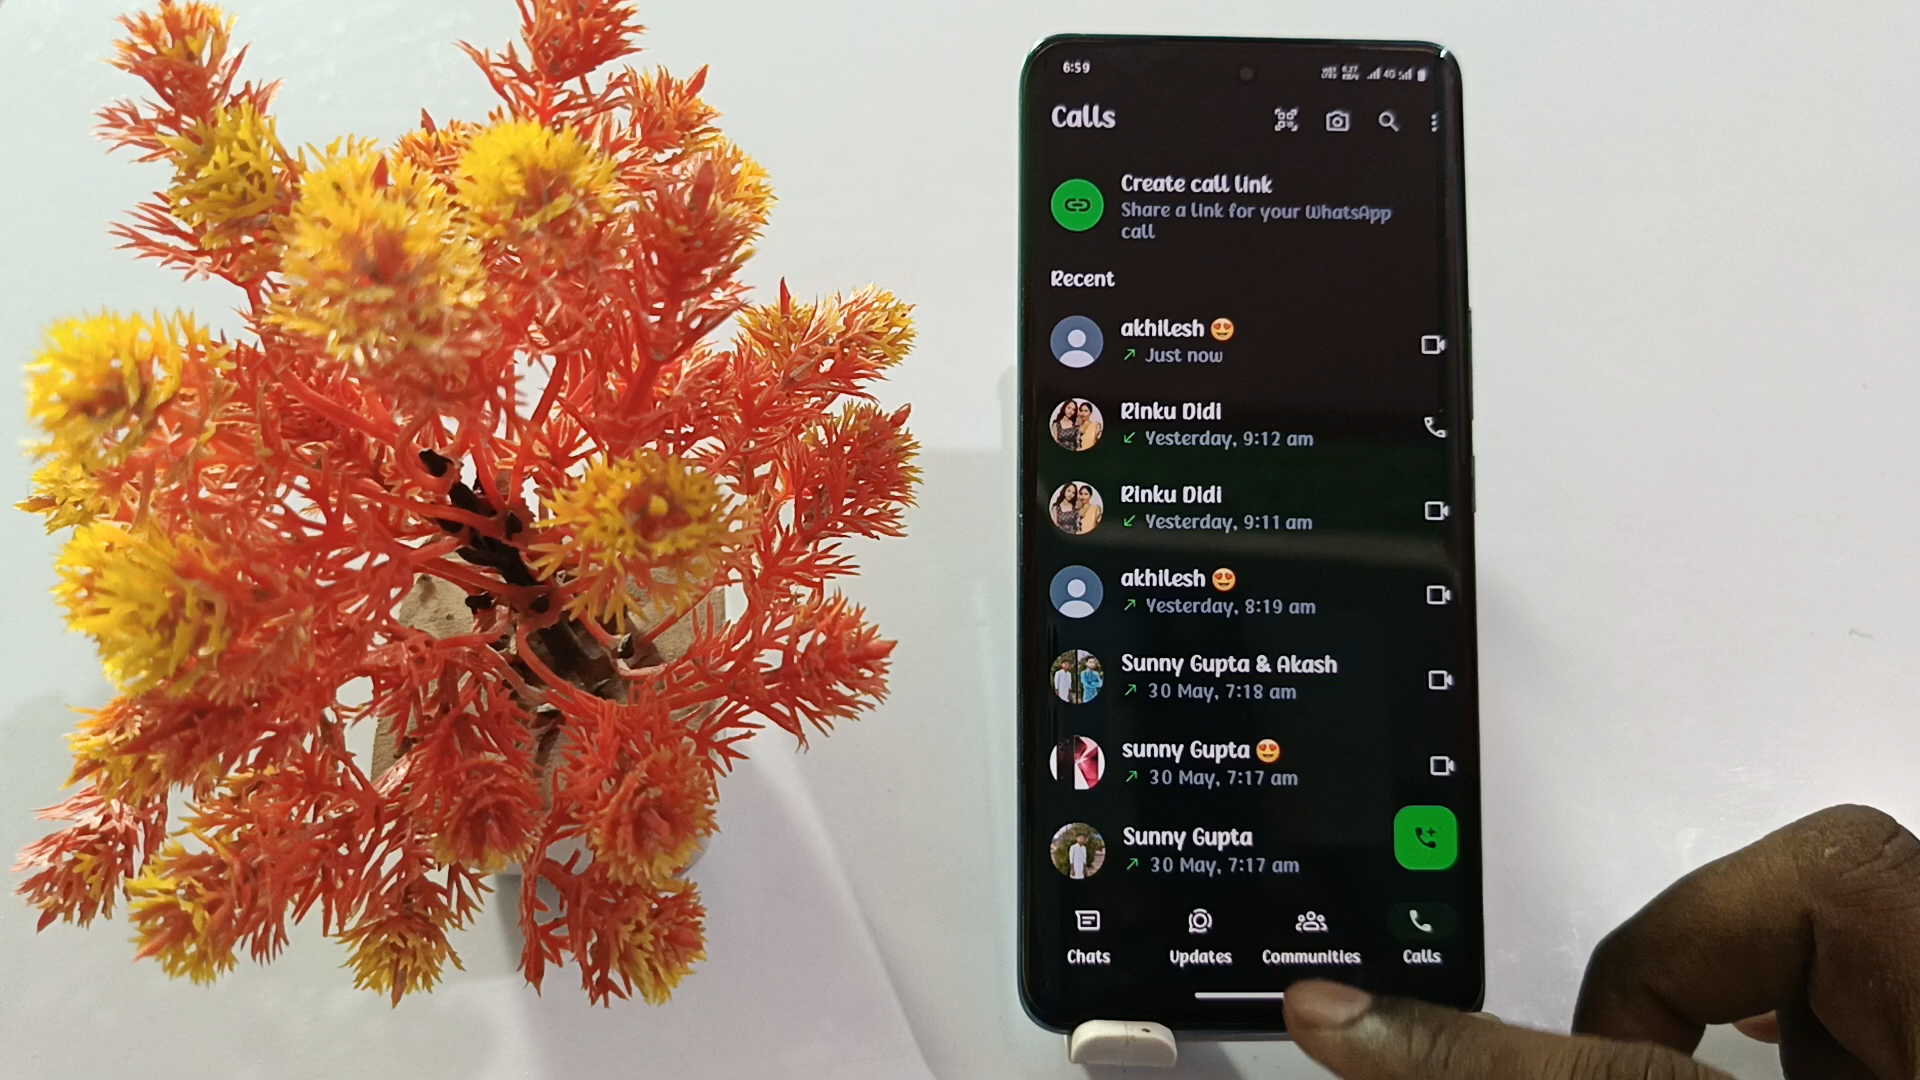 6:59
4G
Calls
Create call link
Share a link for your WhatsApp
call
Recent
akhilesh 😍
Just now
Rinku Didi
Yesterday, 9:12 am
Rinku Didi
Yesterday, 9:11 am
akhilesh 😍
Yesterday, 8:19 am
Sunny Gupta & Akash
30 May, 7:18 am
sunny Gupta 😍
30 May, 7:17 am
Sunny Gupta
30 May, 7:17 am
Chats Updates Communities Calls